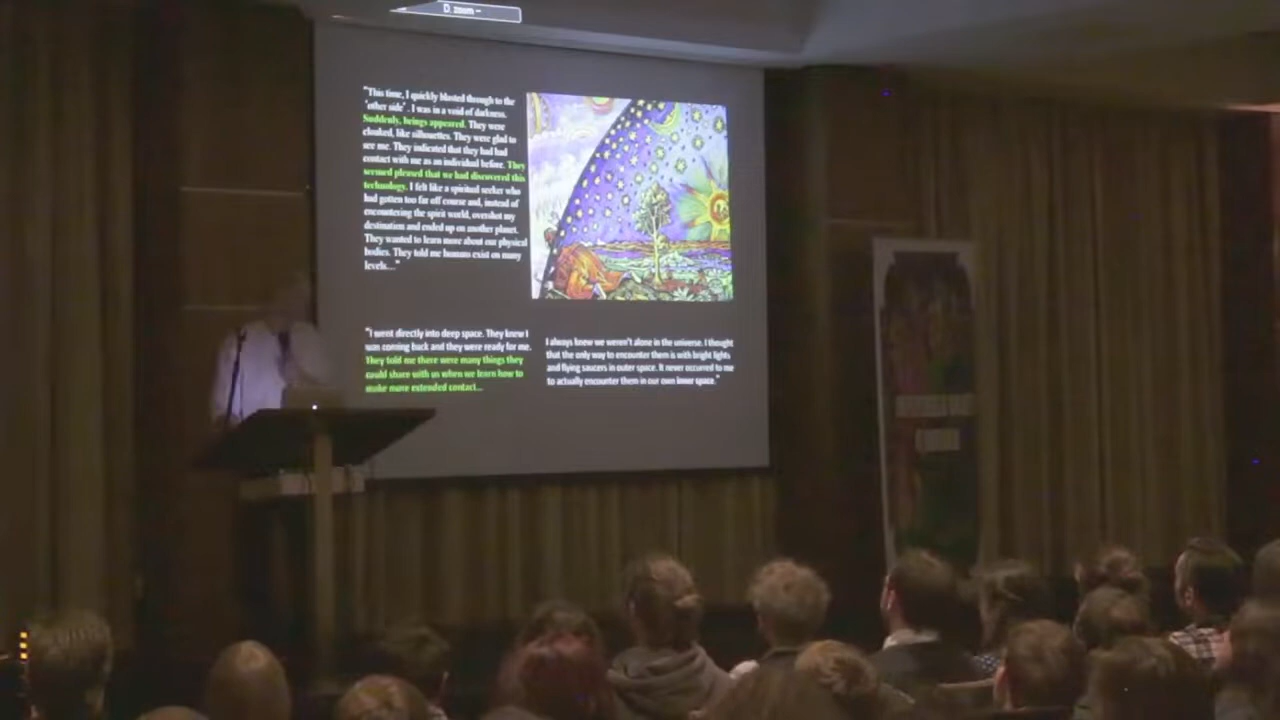 D. zoom -
"This time, I quickly blasted through to the
'other side'. I was in a void of darkness.
Suddenly, beings appeared. They were
cloaked, like silhouettes. They were glad to
see me. They indicated that they had had
contact with me as an individual before. They
seemed pleased that we had discovered this
technology. I felt like a spiritual seeker who
had gotten too far off course and, instead of
encountering the spirit world, overshot my
destination and ended up on another planet.
They wanted to learn more about our physical
bodies. They told me humans exist on many
levels..."
"I went directly into deep space. They knew I
was coming back and they were ready for me.
They told me there were many things they
could share with us when we learn how to
make more extended contact...
I always knew we weren't alone in the universe. I thought
that the only way to encounter them is with bright lights
and flying saucers in outer space. It never occurred to me
to actually encounter them in our own inner space."